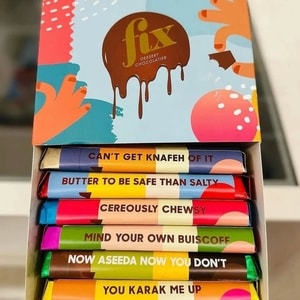 fix
DESSERT
CHOCOLATIER
CAN'T GET KNAFEH OF IT
BUTTER TO BE SAFE THAN SALTY
CEREOUSLY CHEWSY
MIND YOUR OWN BUISCOFF
NOW ASEEDA NOW YOU DON'T
YOU KARAK ME UP